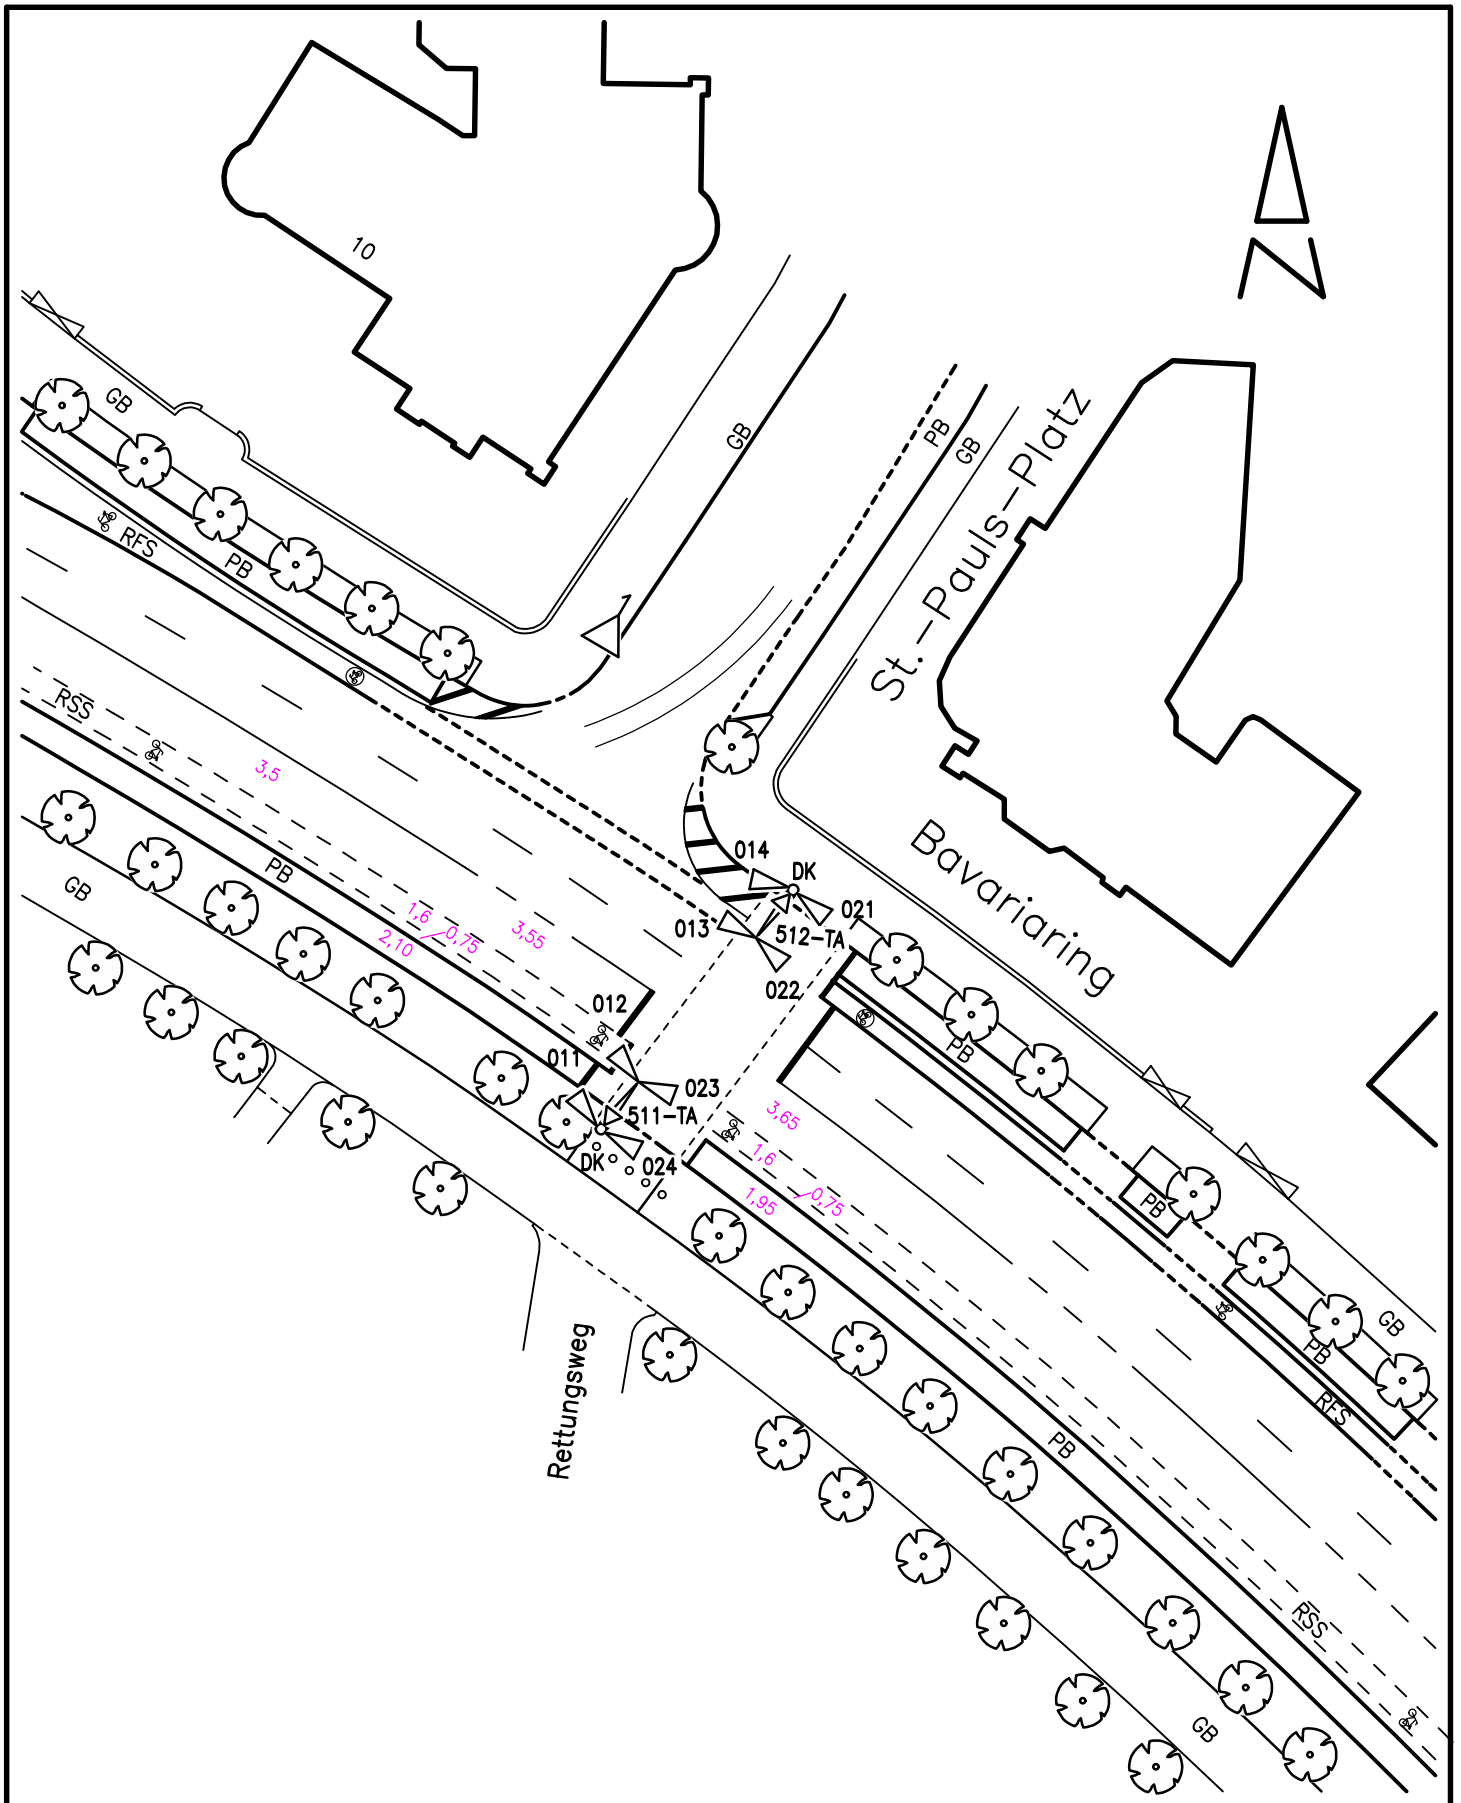 10
GB
GB
PB
GB
St.-Pauls-Platz
RFS
PB
RSS
3,5
Bavariaring
014
DK
PB
GB
1,6
0,75
3,55
2,10
013
021
512-TA
022
012
PB
011
023
3,65
511-TA
1,6
DK
024
1,95
0,75
PB
GB
PB
Rettungsweg
RFS
PB
RSS
GB